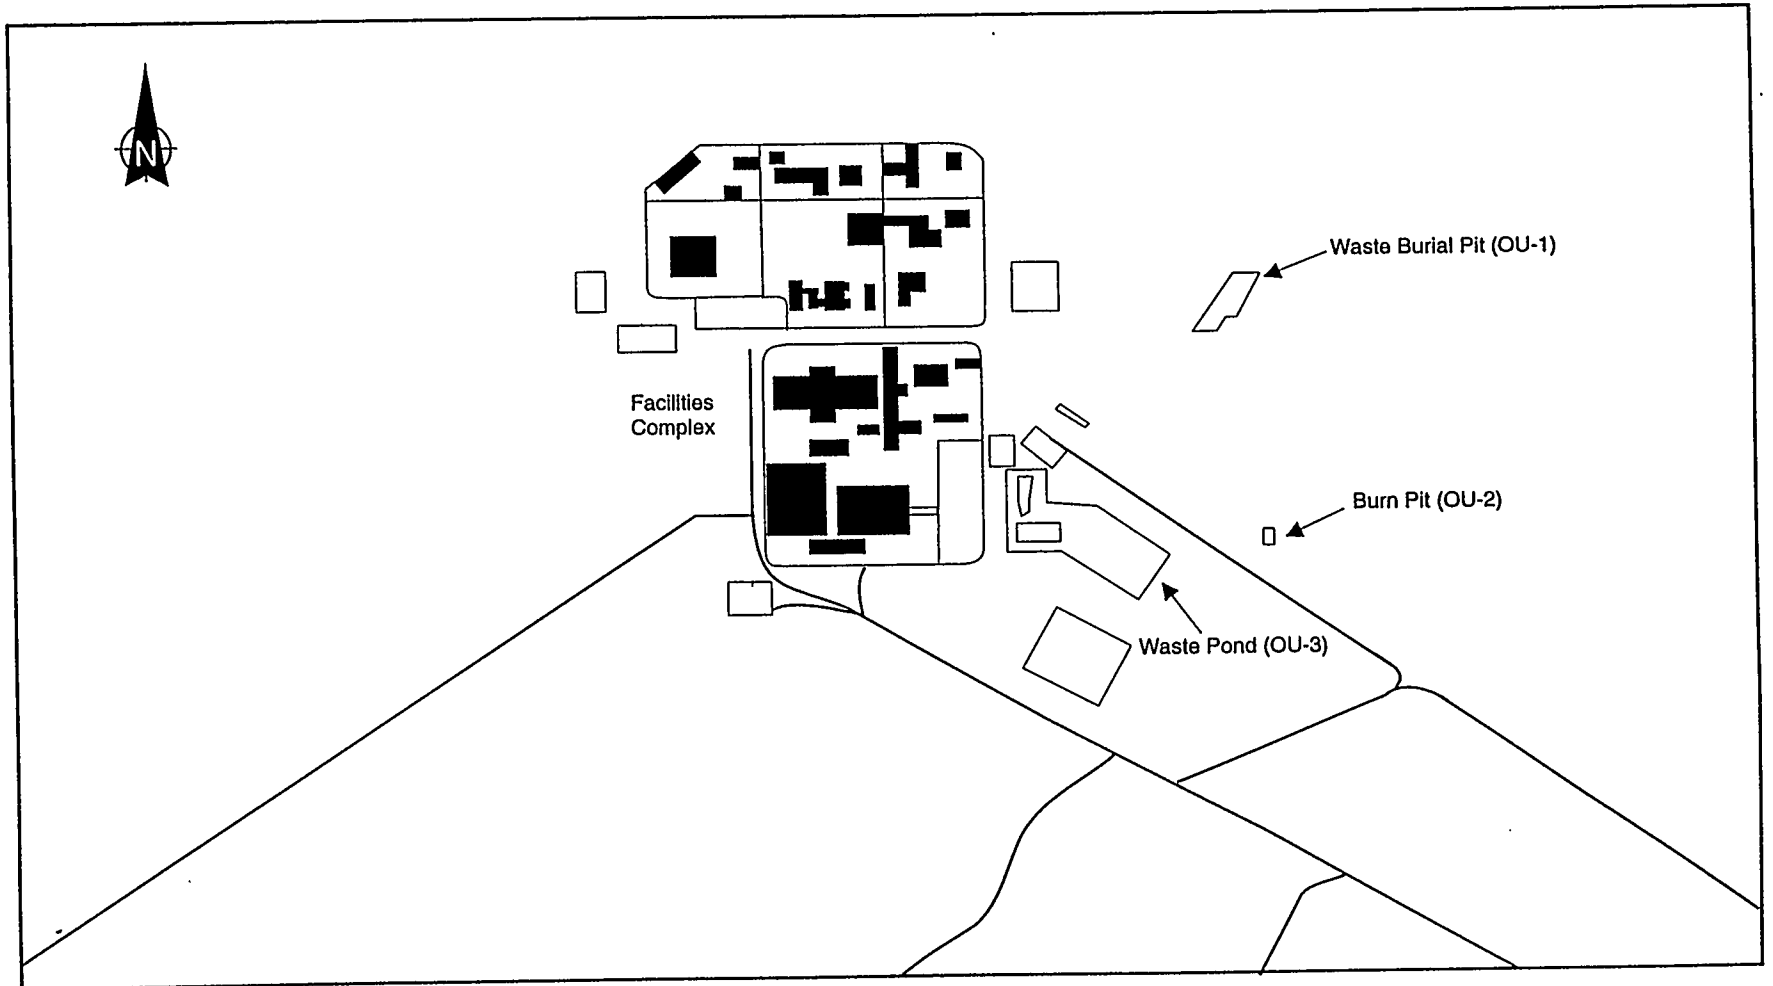 N
Waste Burial Pit (OU-1)
Facilities
Complex
Burn Pit (OU-2)
Waste Pond (OU-3)